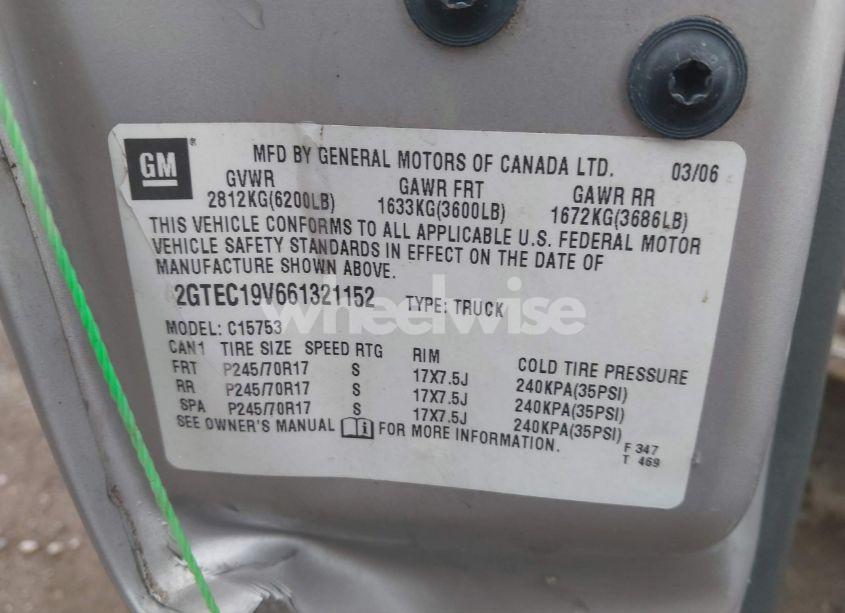 GM
MFD BY GENERAL MOTORS OF CANADA LTD. 03/06
GVWR GAWR FRT GAWR RR
2812KG(6200LB) 1633KG(3600LB) 1672KG(3686LB)
THIS VEHICLE CONFORMS TO ALL APPLICABLE U.S. FEDERAL MOTOR
VEHICLE SAFETY STANDARDS IN EFFECT ON THE DATE OF
MANUFACTURE SHOWN ABOVE.
2GTEC19V661321152 TYPE: TRUCK
wheelwise
MODEL: C15753
CAN1 TIRE SIZE SPEED RTG RIM COLD TIRE PRESSURE
FRT P245/70R17 S 17X7.5J 240KPA(35PSI)
RR P245/70R17 S 17X7.5J 240KPA(35PSI)
SPA P245/70R17 S 17X7.5J 240KPA(35PSI)
SEE OWNER'S MANUAL FOR MORE INFORMATION.
F 347
T 469